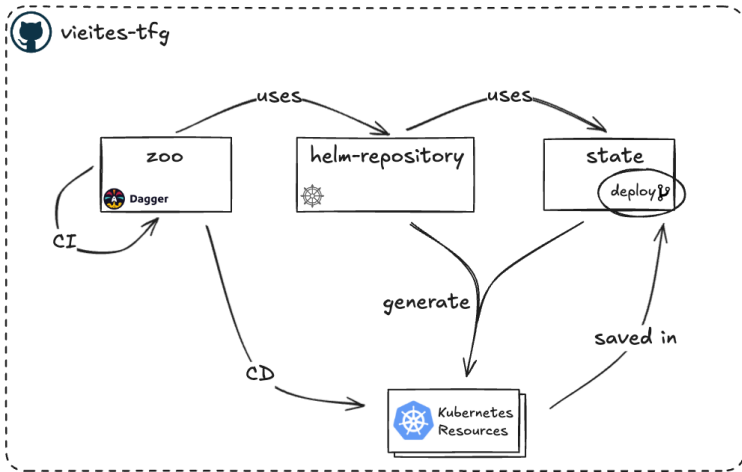 vieites-tfg
uses
uses
zoo
Dagger
helm-repository
state
deploy
CI
generate
saved in
CD
Kubernetes
Resources